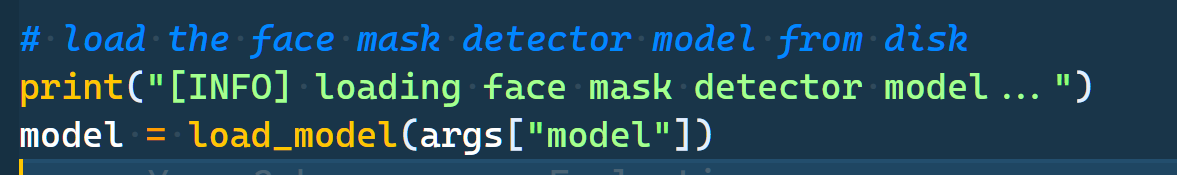 # load the face mask detector model from disk
print("[INFO] loading face mask detector model...")
model = load_model(args["model"])